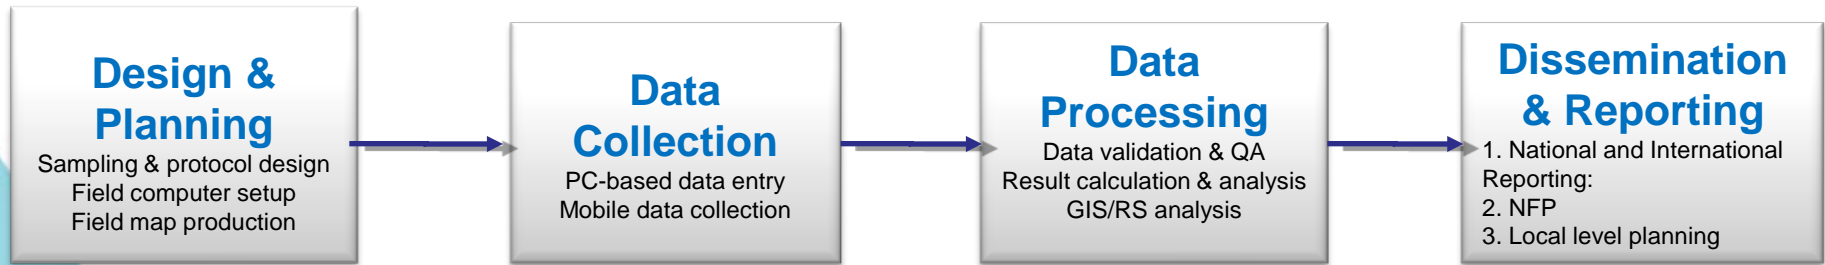 Design &
Planning
Sampling & protocol design
Field computer setup
Field map production
Data
Collection
PC-based data entry
Mobile data collection
Data
Processing
Data validation & QA
Result calculation & analysis
GIS/RS analysis
Dissemination
& Reporting
1. National and International
Reporting:
2. NFP
3. Local level planning